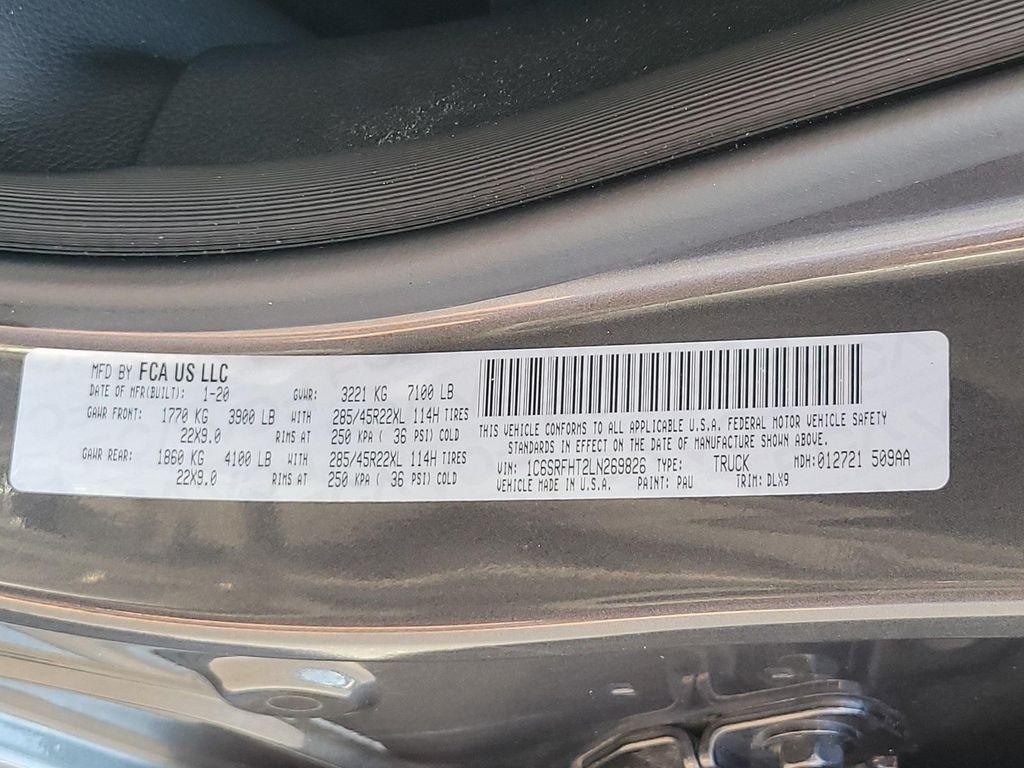 MFD BY FCA US LLC
DATE OF MFR(BUILT): 1-20 GVWR: 3221 KG 7100 LB
GAWR FRONT: 1770 KG 3900 LB WITH 285/45R22XL 114H TIRES
22X9.0 RIMS AT 250 KPA ( 36 PSI) COLD
GAWR REAR: 1860 KG 4100 LB WITH 285/45R22XL 114H TIRES
22X9.0 RIMS AT 250 KPA ( 36 PSI) COLD
THIS VEHICLE CONFORMS TO ALL APPLICABLE U.S.A. FEDERAL MOTOR VEHICLE SAFETY
STANDARDS IN EFFECT ON THE DATE OF MANUFACTURE SHOWN ABOVE.
VIN: 1C6SRFHT2LN269826 TYPE: TRUCK MDH:012721 509AA
VEHICLE MADE IN U.S.A. PAINT: PAU TRIM: DLX9